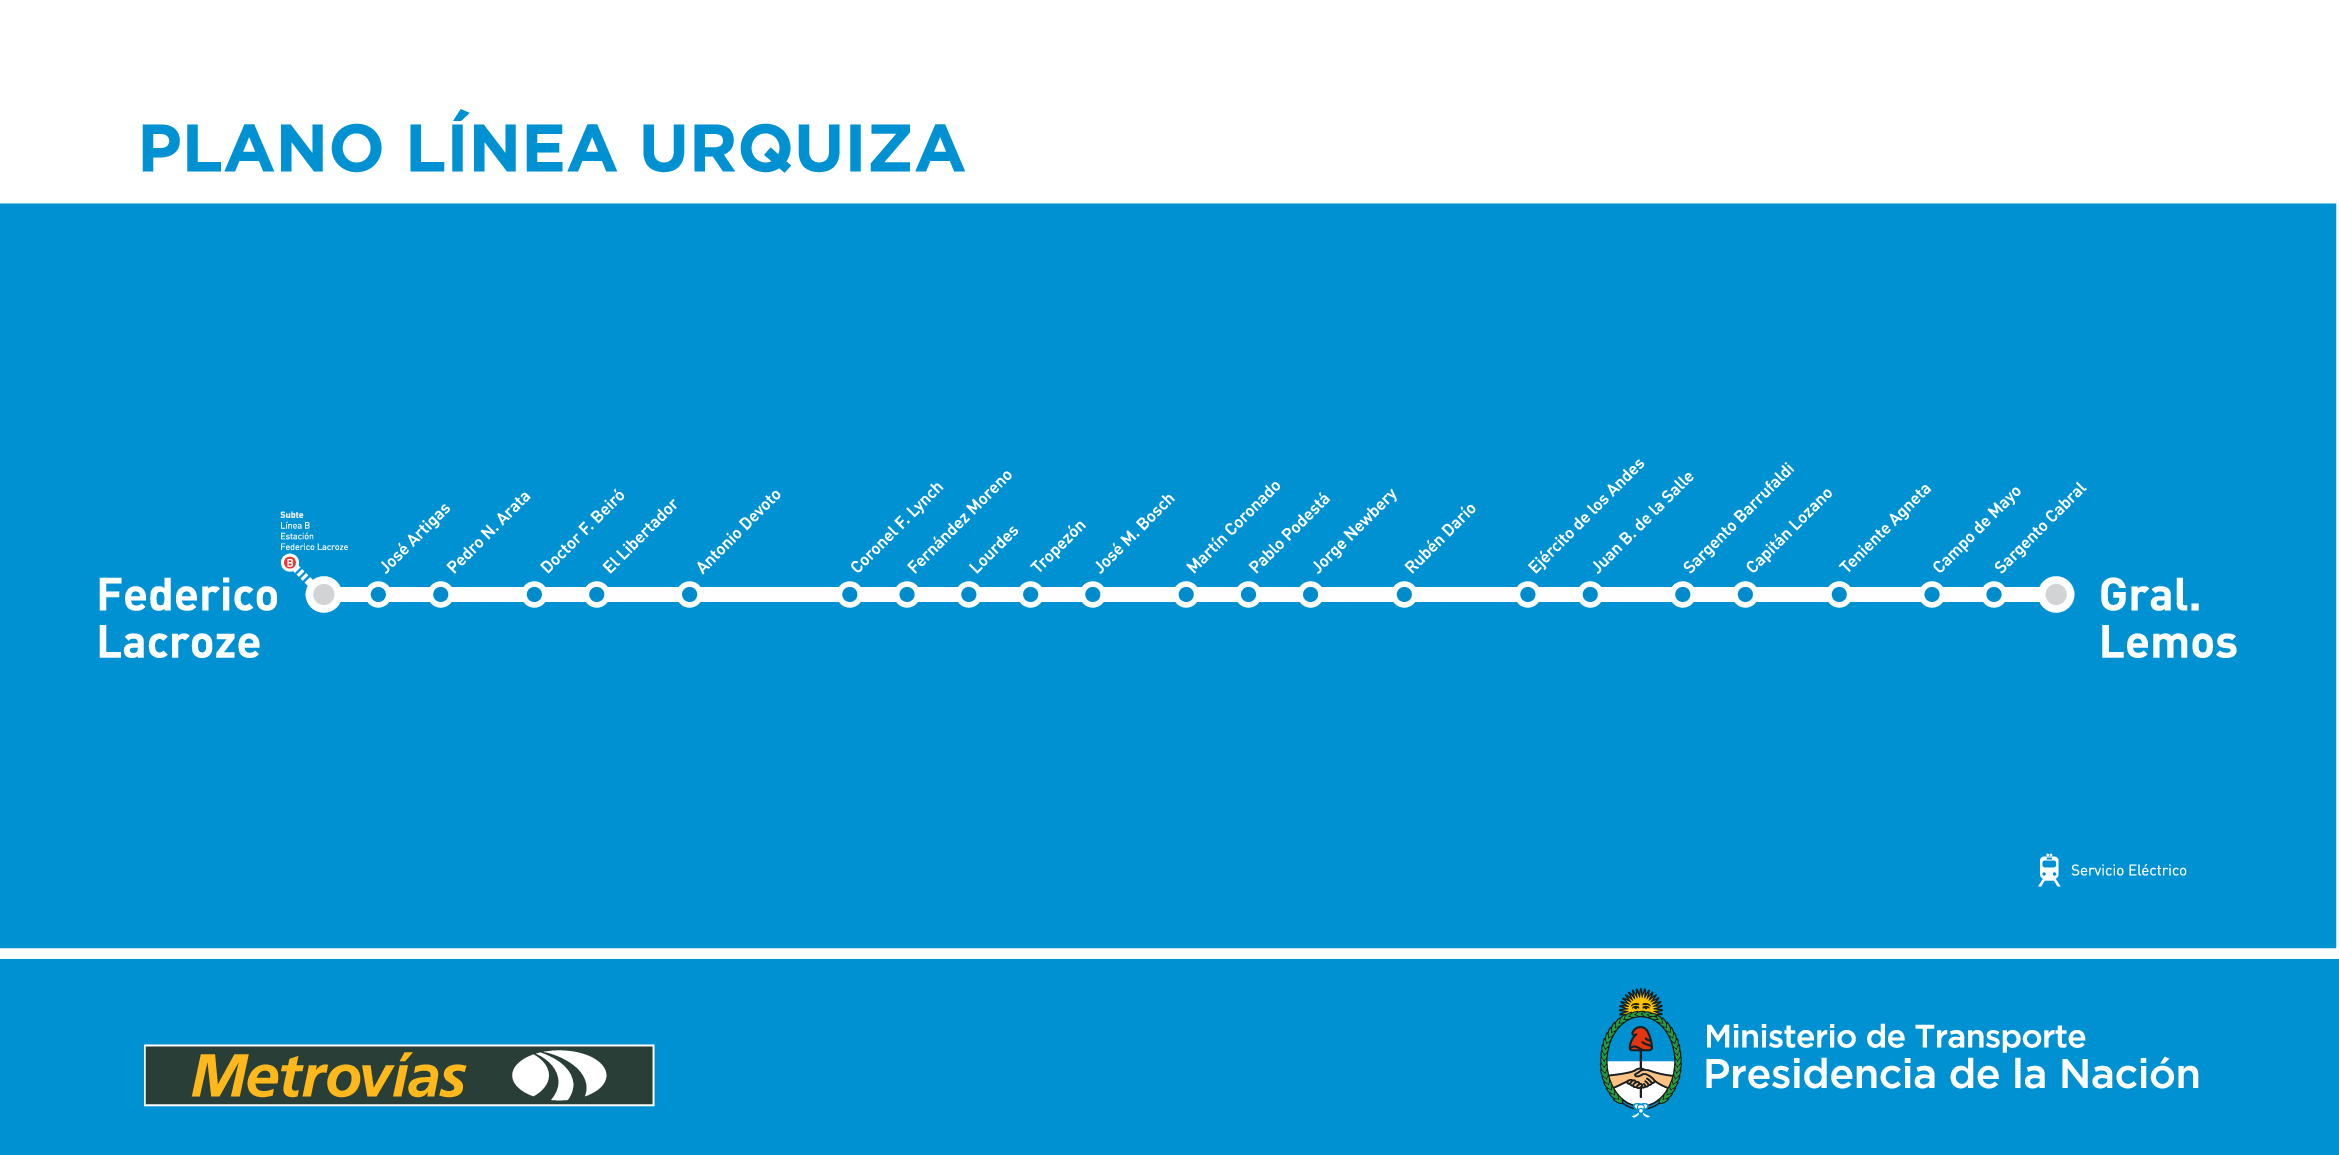 PLANO LÍNEA URQUIZA
Subte
Línea B
Estación
Federico Lacroze
B
Federico
Lacroze
José Artigas
Pedro N. Arata
Doctor F. Beiró
El Libertador
Antonio Devoto
Coronel F. Lynch
Fernández Moreno
Lourdes
Tropezón
José M. Bosch
Martín Coronado
Pablo Podestá
Jorge Newbery
Rubén Darío
Ejército de los Andes
Juan B. de la Salle
Sargento Barrufaldi
Capitán Lozano
Teniente Agneta
Campo de Mayo
Sargento Cabral
Gral.
Lemos
Servicio Eléctrico
Metrovías
Ministerio de Transporte
Presidencia de la Nación